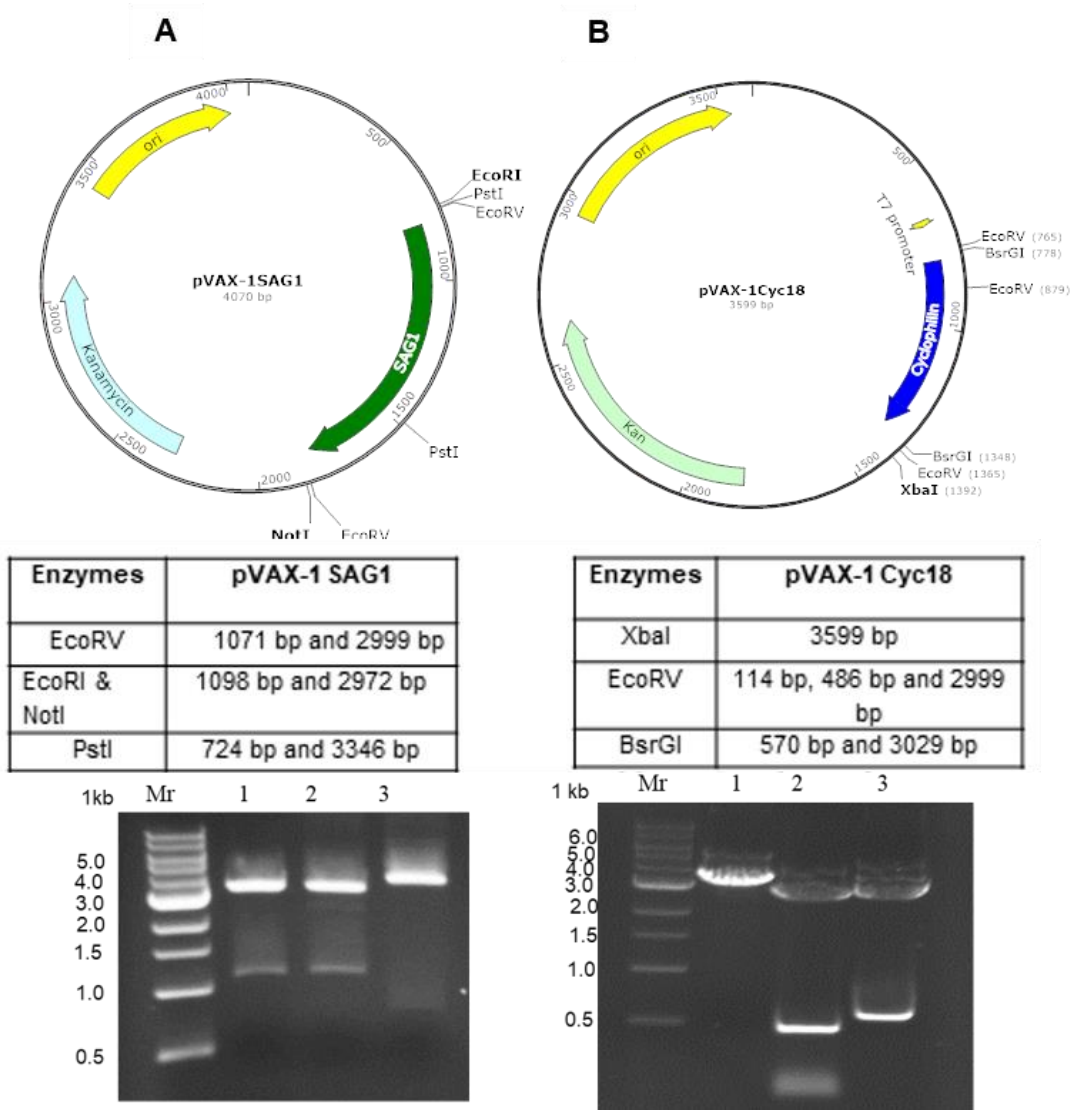 A
B
4000
500
1000
1500
2000
2500
3000
3500
ori
EcoRI
PstI
EcoRV
pVAX-1SAG1
4070 bp
SAG1
Kanamycin
PstI
NotI
EcoRV
3500
500
1000
1500
2000
2500
3000
ori
T7 promoter
EcoRV (765)
BsrGI (778)
EcoRV (879)
pVAX-1Cyc18
3599 bp
Cyclophilin
Kan
BsrGI (1348)
EcoRV (1365)
XbaI (1392)
Enzymes pVAX-1 SAG1
EcoRV 1071 bp and 2999 bp
EcoRI & 1098 bp and 2972 bp
NotI
PstI 724 bp and 3346 bp
Enzymes pVAX-1 Cyc18
XbaI 3599 bp
EcoRV 114 bp, 486 bp and 2999
bp
BsrGI 570 bp and 3029 bp
1kb Mr 1 2 3
5.0
4.0
3.0
2.0
1.5
1.0
0.5
1 kb Mr 1 2 3
6.0
5.0
4.0
3.0
2.0
1.5
1.0
0.5